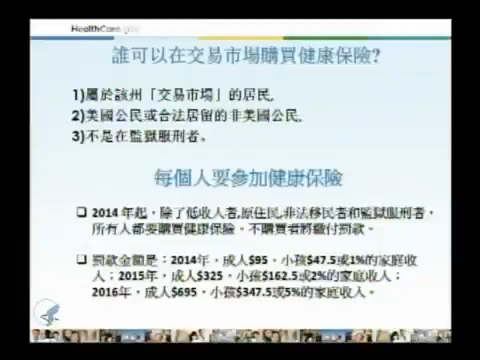 HealthCare.gov
誰可以在交易市場購買健康保險?
1)屬於該州「交易市場」的居民,
2)美國公民或合法居留的非美國公民,
3)不是在監獄服刑者。
每個人要參加健康保險
2014 年起,除了低收入者,原住民,非法移民者和監獄服刑者,
所有人都要購買健康保險。不購買者將繳付罰款。
罰款金額是:2014年,成人$95,小孩$47.5或1%的家庭收
入;2015年,成人$325,小孩$162.5或2%的家庭收入;
2016年,成人$695,小孩$347.5或5%的家庭收入。